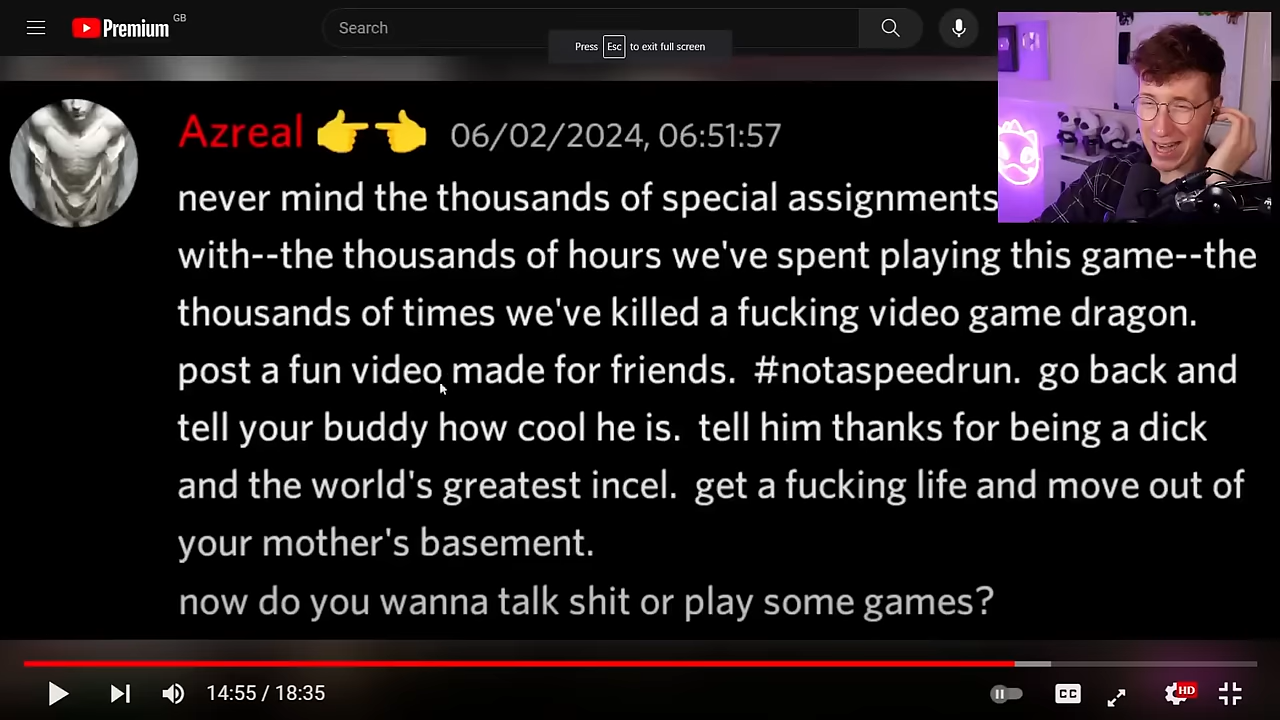 Premium GB
Search
Press Esc to exit full screen
Azreal 06/02/2024, 06:51:57
never mind the thousands of special assignments
with--the thousands of hours we've spent playing this game--the
thousands of times we've killed a fucking video game dragon.
post a fun video made for friends. #notaspeedrun. go back and
tell your buddy how cool he is. tell him thanks for being a dick
and the world's greatest incel. get a fucking life and move out of
your mother's basement.
now do you wanna talk shit or play some games?
14:55 / 18:35
CC
HD